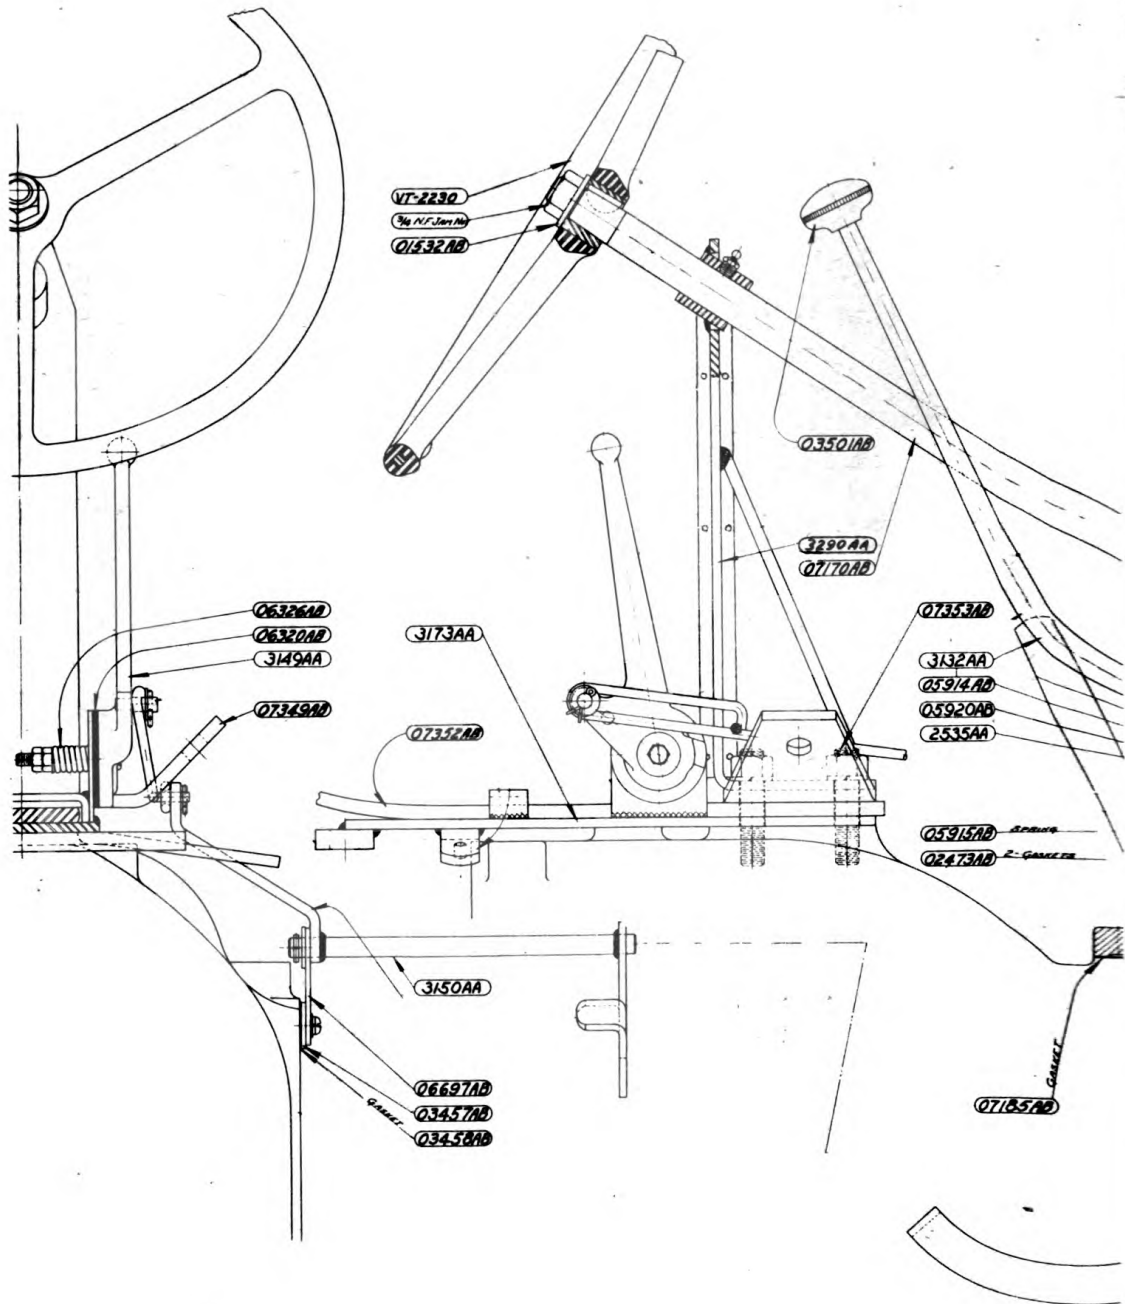 VT-2230
3/4 N.F. JAM NUT
01532AB
03501AB
3290AA
07170AB
06326AB
06320AB
3149AA
07349AB
3173AA
07352AB
07353AB
3132AA
05914AB
05920AB
2535AA
05915AB SPRING
02473AB 2-GASKETS
3150AA
06697AB
03457AB
GASKET 03458AB
GASKET
07185AB